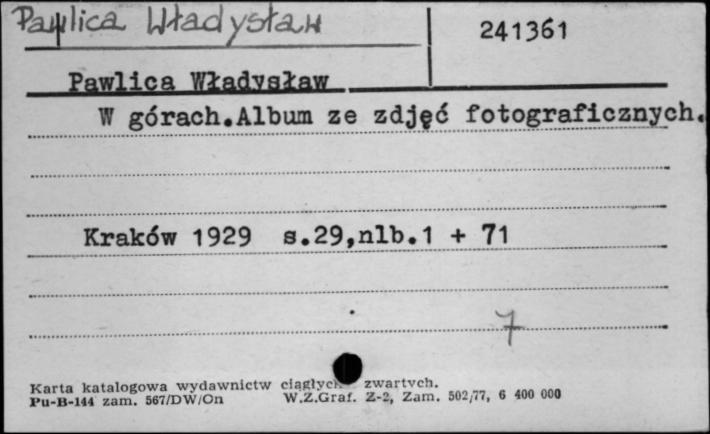 Pawlica Władysław
241361
Pawlica Władysław
W górach.Album ze zdjęć fotograficznych.
Kraków 1929 s.29,nlb.1 + 71
7
Karta katalogowa wydawnictw ciągłych zwartych.
Pu-B-144 zam. 567/DW/On W.Z.Graf. Z-2, Zam. 502/77, 6 400 000